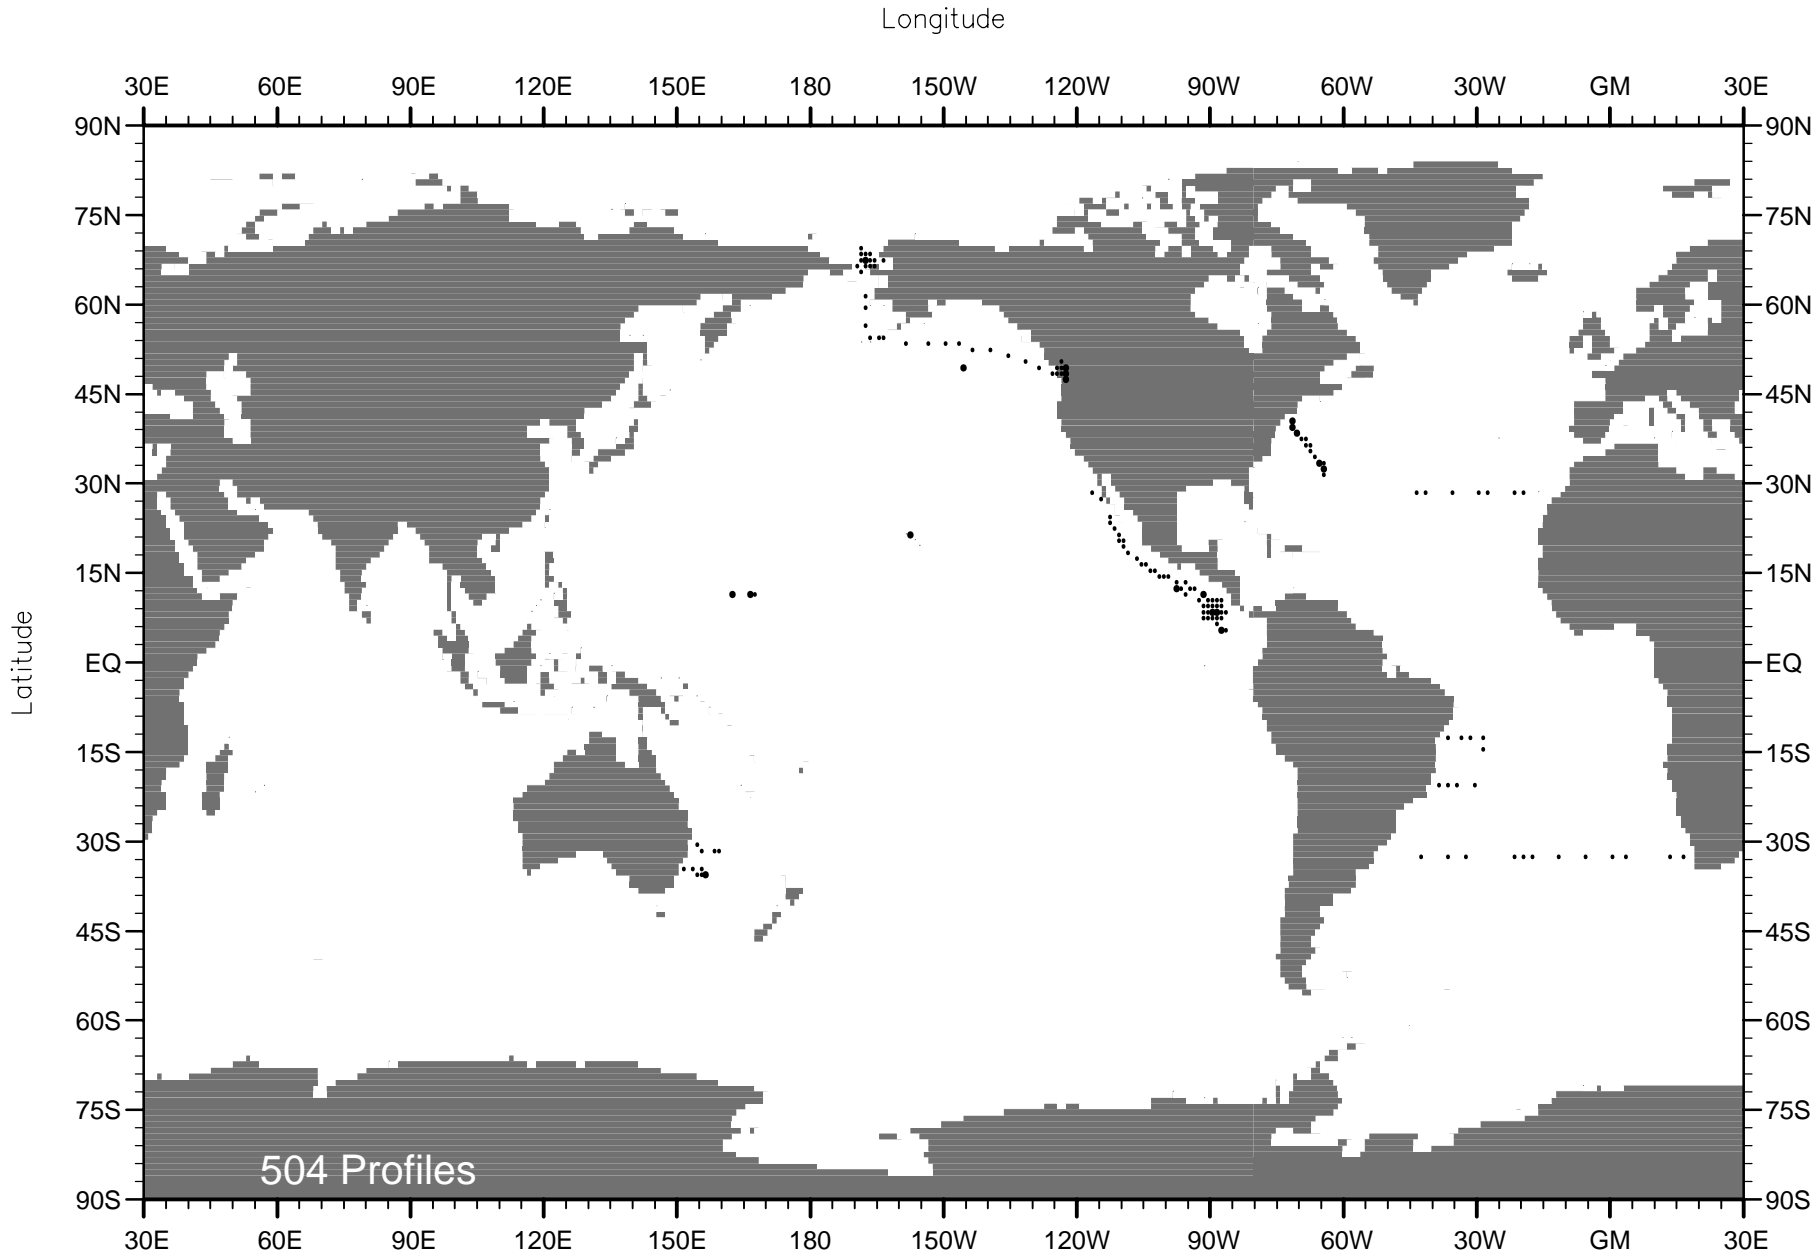 Longitude
30E 60E 90E 120E 150E 180 150W 120W 90W 60W 30W GM 30E
90N 90N
75N 75N
60N 60N
45N 45N
30N 30N
15N 15N
EQ EQ
Latitude
15S 15S
30S 30S
45S 45S
60S 60S
75S 75S
504 Profiles
90S 90S
30E 60E 90E 120E 150E 180 150W 120W 90W 60W 30W GM 30E